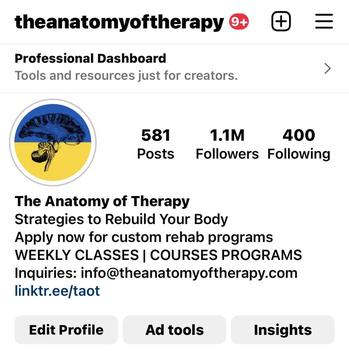 theanatomyoftherapy 9+
Professional Dashboard
Tools and resources just for creators.
581 1.1M 400
Posts Followers Following
The Anatomy of Therapy
Strategies to Rebuild Your Body
Apply now for custom rehab programs
WEEKLY CLASSES | COURSES PROGRAMS
Inquiries: info@theanatomyoftherapy.com
linktr.ee/taot
Edit Profile Ad tools Insights